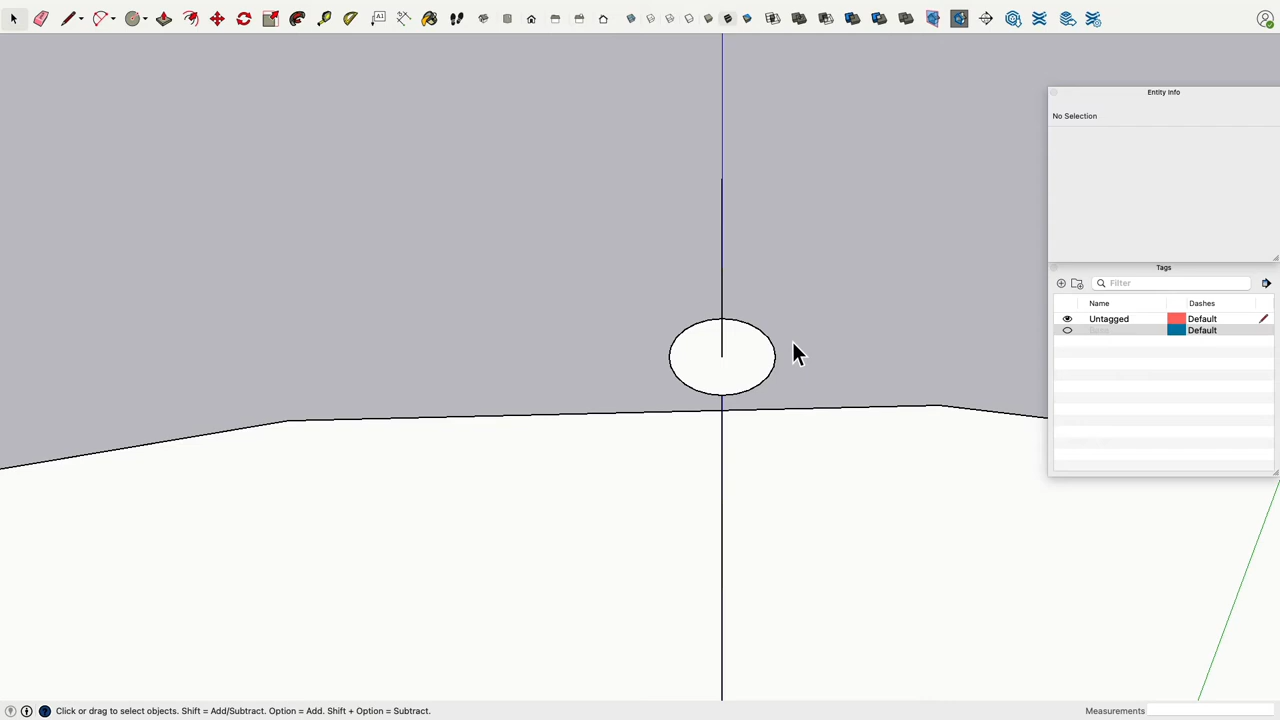 Entity Info
No Selection
Tags
Filter
Name Dashes
Untagged Default
Default
Click or drag to select objects. Shift = Add/Subtract. Option = Add. Shift + Option = Subtract.
Measurements